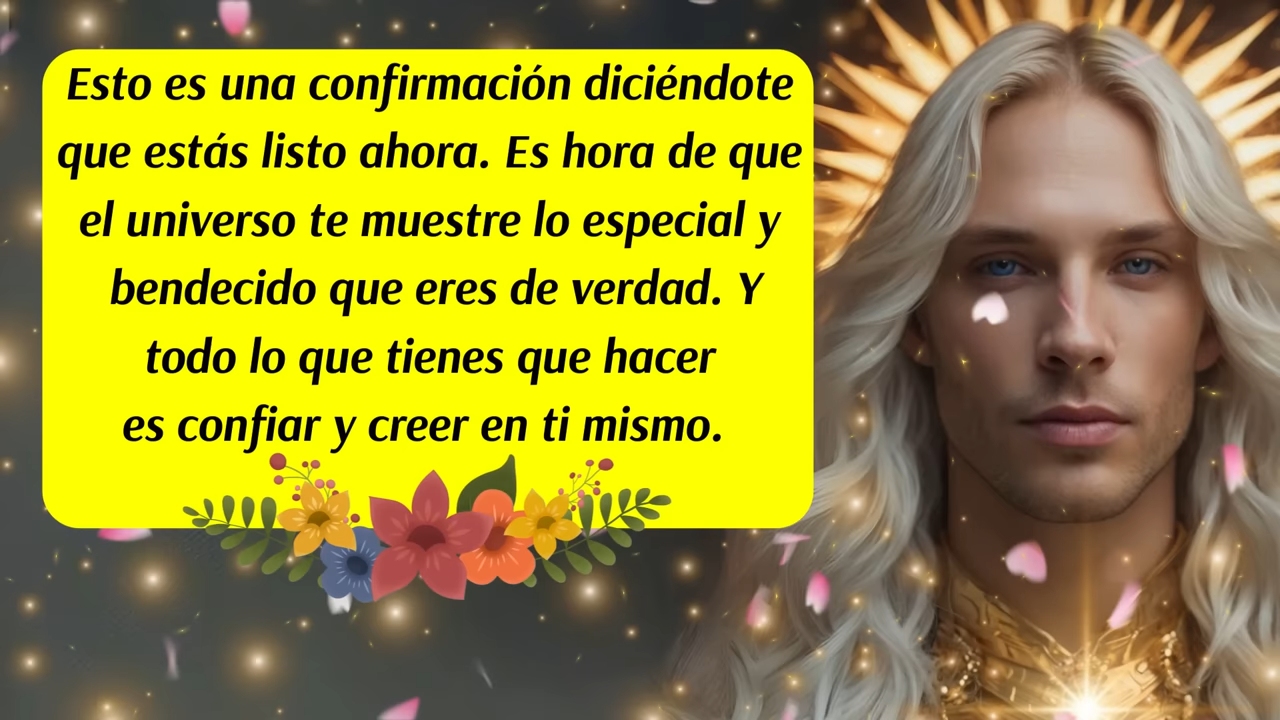 Esto es una confirmación diciéndote
que estás listo ahora. Es hora de que
el universo te muestre lo especial y
bendecido que eres de verdad. Y
todo lo que tienes que hacer
es confiar y creer en ti mismo.